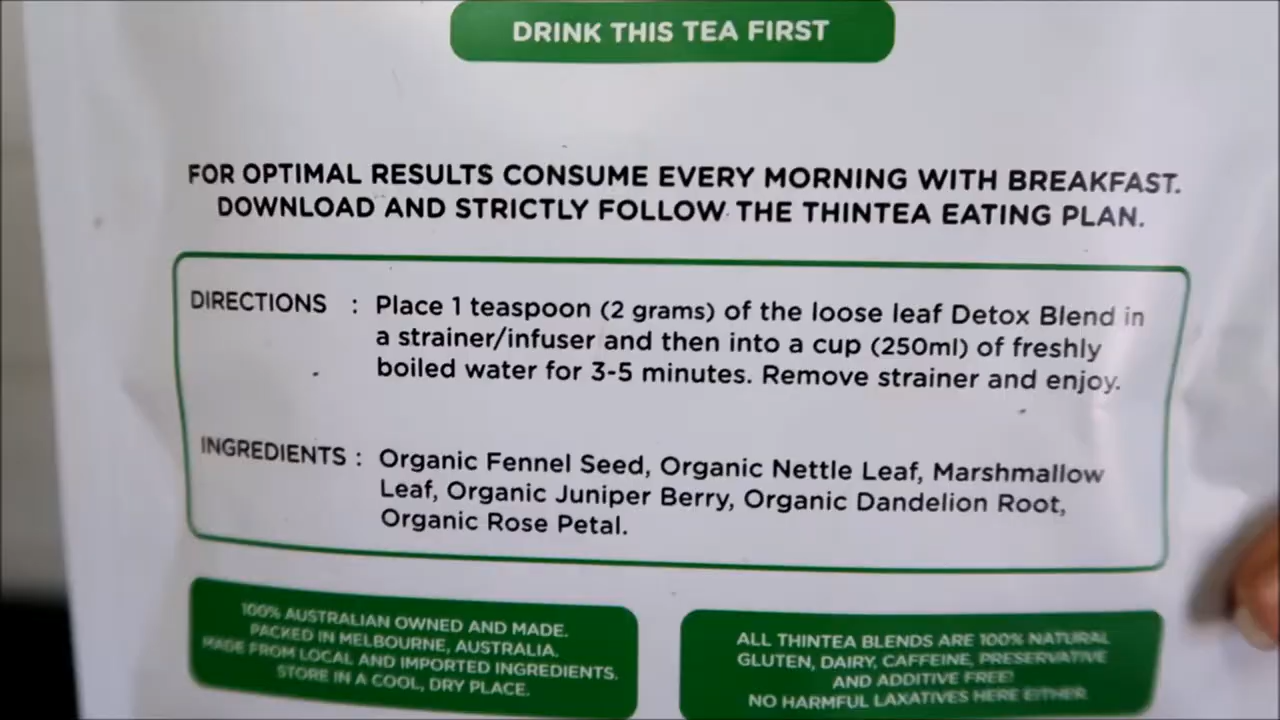 DRINK THIS TEA FIRST
FOR OPTIMAL RESULTS CONSUME EVERY MORNING WITH BREAKFAST.
DOWNLOAD AND STRICTLY FOLLOW THE THINTEA EATING PLAN.
DIRECTIONS : Place 1 teaspoon (2 grams) of the loose leaf Detox Blend in
a strainer/infuser and then into a cup (250ml) of freshly
boiled water for 3-5 minutes. Remove strainer and enjoy.
INGREDIENTS : Organic Fennel Seed, Organic Nettle Leaf, Marshmallow
Leaf, Organic Juniper Berry, Organic Dandelion Root,
Organic Rose Petal.
100% AUSTRALIAN OWNED AND MADE.
PACKED IN MELBOURNE, AUSTRALIA.
MADE FROM LOCAL AND IMPORTED INGREDIENTS.
STORE IN A COOL, DRY PLACE.
ALL THINTEA BLENDS ARE 100% NATURAL
GLUTEN, DAIRY, CAFFEINE, PRESERVATIVE
AND ADDITIVE FREE!
NO HARMFUL LAXATIVES HERE EITHER